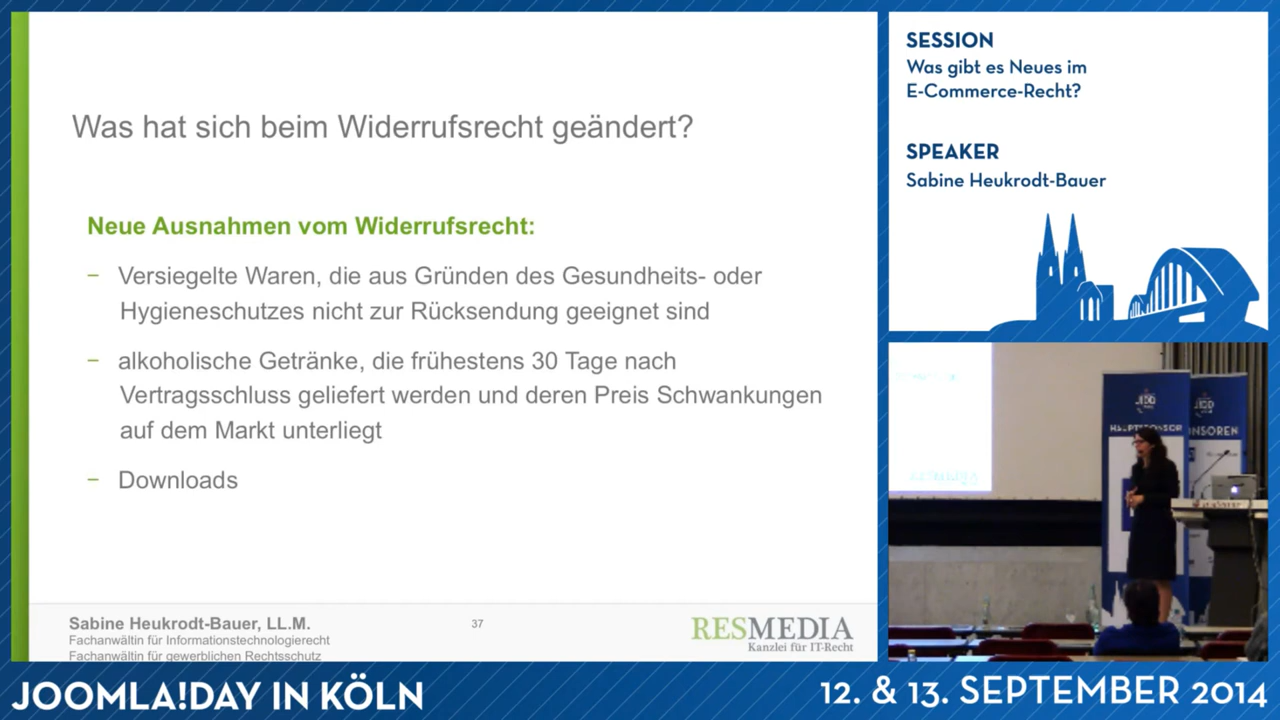 Was hat sich beim Widerrufsrecht geändert?
Neue Ausnahmen vom Widerrufsrecht:
– Versiegelte Waren, die aus Gründen des Gesundheits- oder
Hygieneschutzes nicht zur Rücksendung geeignet sind
– alkoholische Getränke, die frühestens 30 Tage nach
Vertragsschluss geliefert werden und deren Preis Schwankungen
auf dem Markt unterliegt
– Downloads
Sabine Heukrodt-Bauer, LL.M.
Fachanwältin für Informationstechnologierecht
Fachanwältin für gewerblichen Rechtsschutz
37
RESMEDIA
Kanzlei für IT-Recht
SESSION
Was gibt es Neues im
E-Commerce-Recht?
SPEAKER
Sabine Heukrodt-Bauer
HAUPTSPONSOR
NSOREN
JOOMLA!DAY IN KÖLN
12. & 13. SEPTEMBER 2014